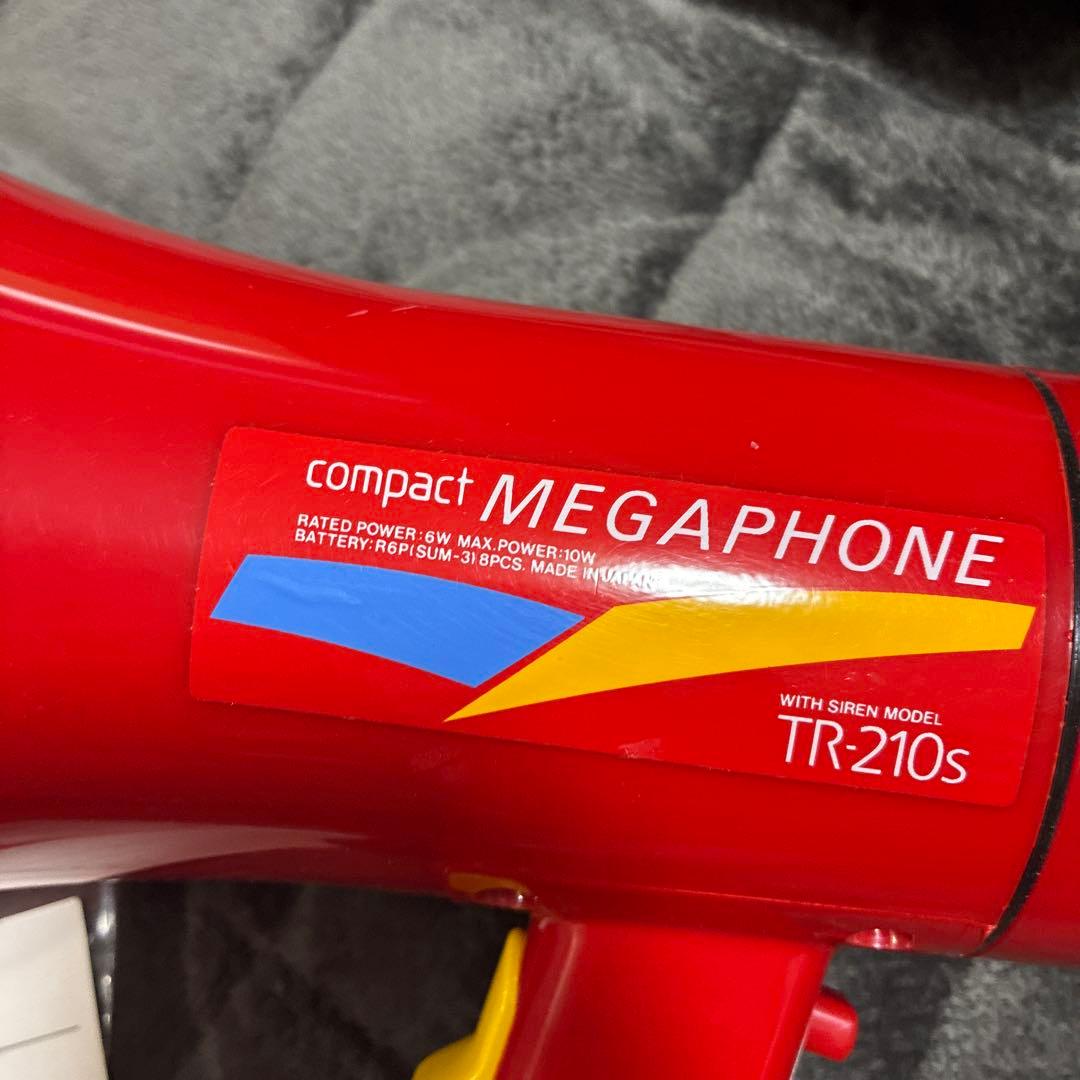 compact MEGAPHONE
RATED POWER:6W MAX.POWER:10W
BATTERY:R6P(SUM-3) 8PCS. MADE IN JAPAN
WITH SIREN MODEL
TR-210s